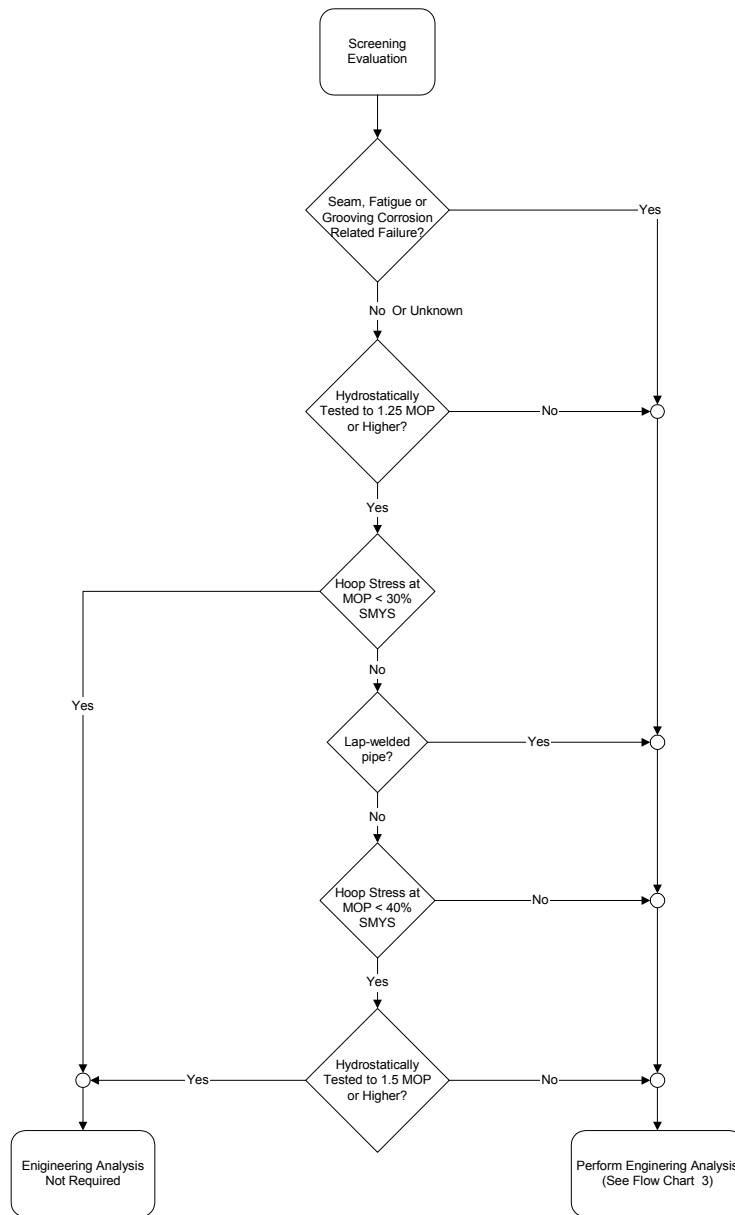 Screening
Evaluation
Seam, Fatigue or
Grooving Corrosion
Related Failure?
Yes
No Or Unknown
Hydrostatically
Tested to 1.25 MOP
or Higher?
No
Yes
Hoop Stress at
MOP < 30%
SMYS
No
Yes
Lap-welded
pipe?
Yes
No
Hoop Stress at
MOP < 40%
SMYS
No
Yes
Hydrostatically
Tested to 1.5 MOP
or Higher?
Yes
No
Enigineering Analysis
Not Required
Perform Enginering Analysis
(See Flow Chart 3)